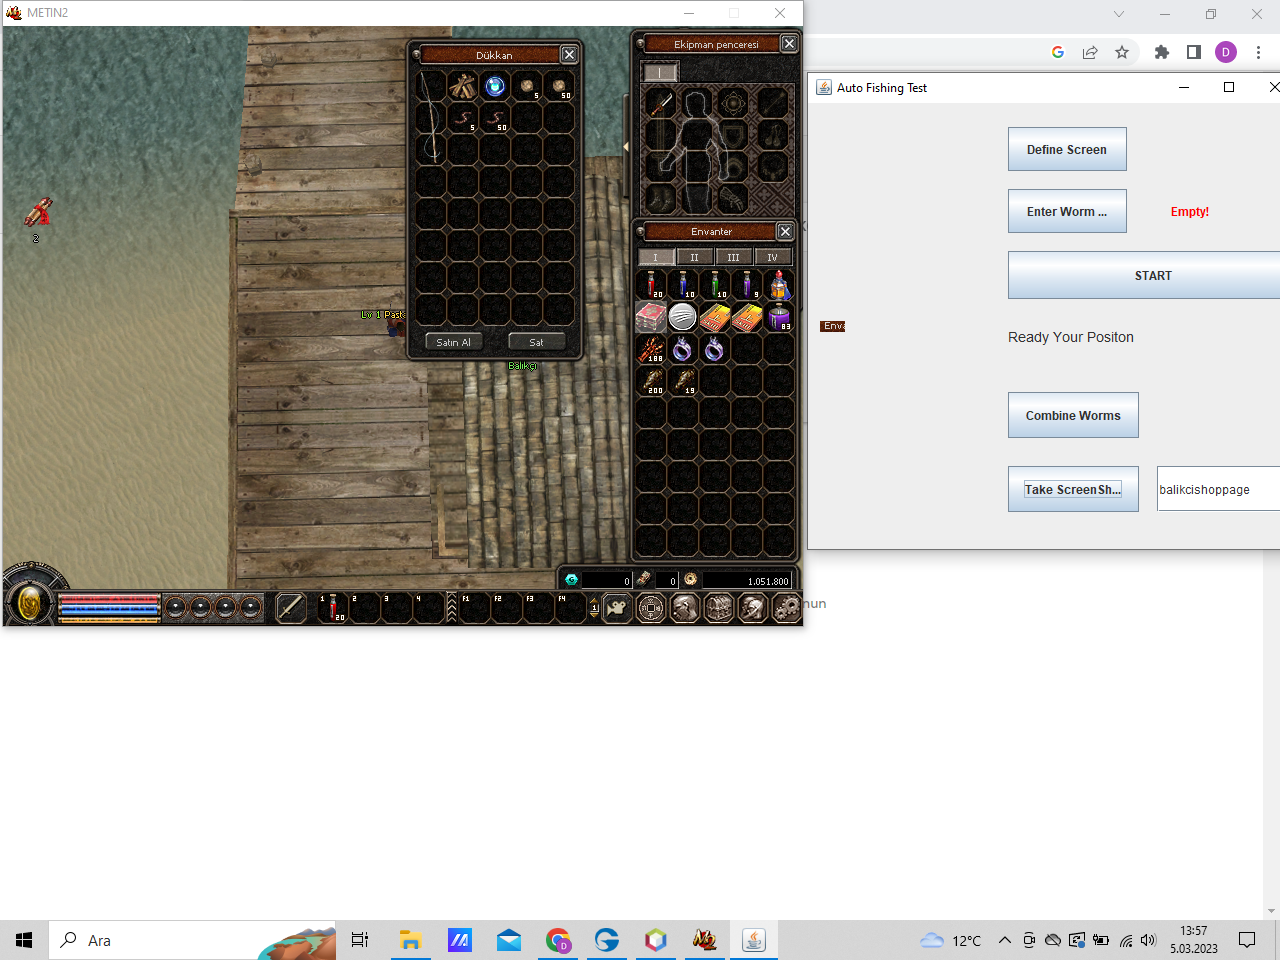 METIN2
Dükkan
5
50
5
50
Satın Al
Sat
Lv 1 Pasta
Balıkçı
2
Ekipman penceresi
I
Envanter
I
II
III
IV
20
10
10
9
83
188
200
19
0
0
1.051.800
1
20
2
3
4
F1
F2
F3
F4
1
D
Auto Fishing Test
Define Screen
Enter Worm ...
Empty!
START
Enva
Ready Your Positon
Combine Worms
Take ScreenSh...
balikcishoppage
nun
Ara
D
12°C
13:57
5.03.2023